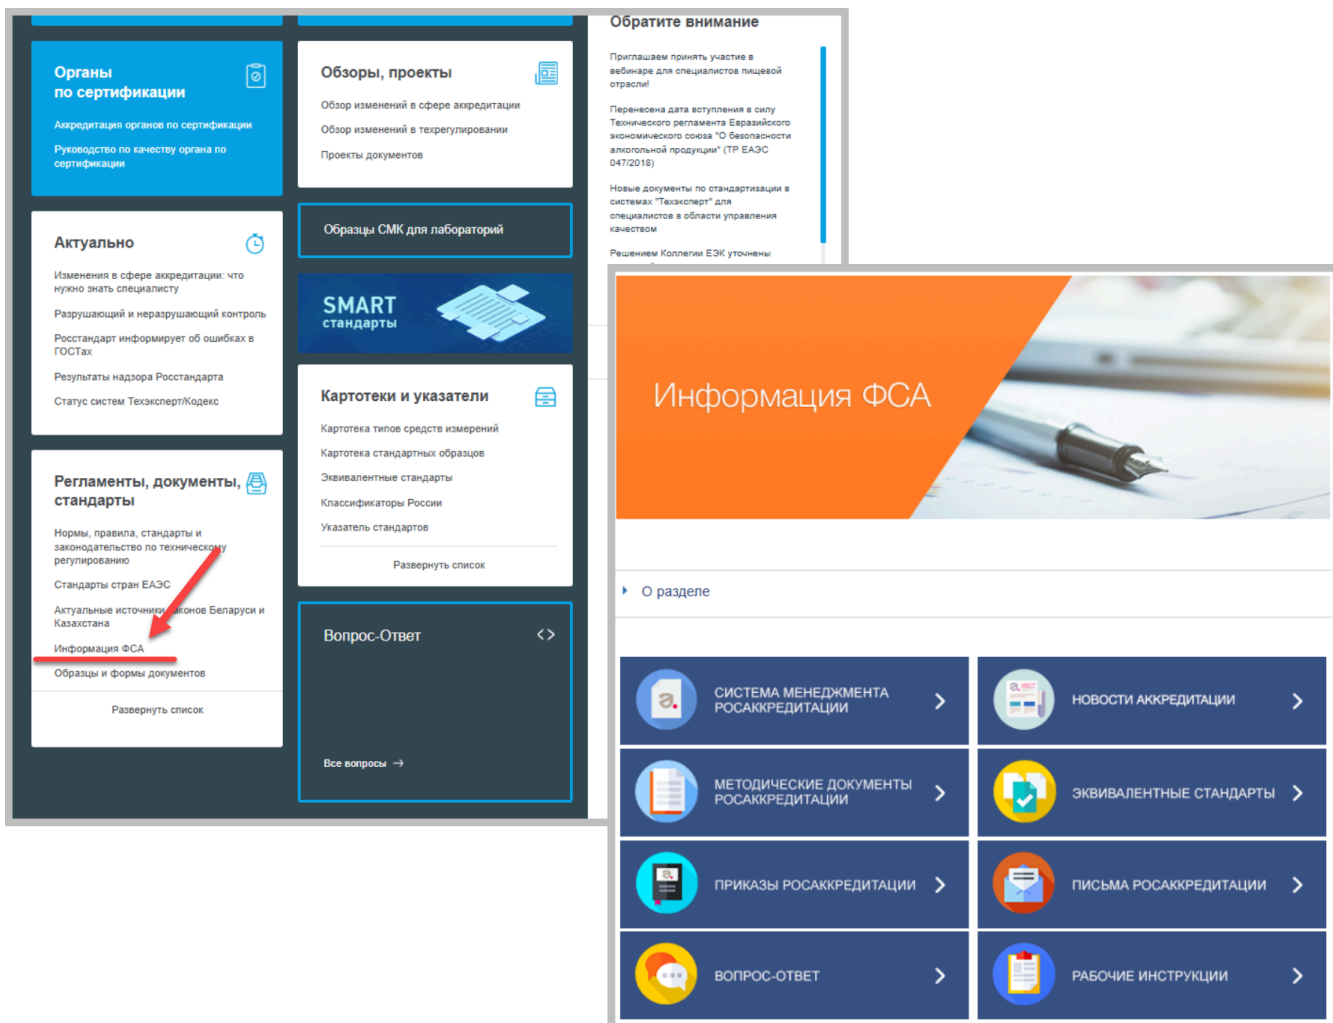 Органы
по сертификации
Аккредитация органов по сертификации
Руководство по качеству органа по
сертификации
Актуально
Изменения в сфере аккредитации: что
нужно знать специалисту
Разрушающий и неразрушающий контроль
Росстандарт информирует об ошибках в
ГОСТах
Результаты надзора Росстандарта
Статус систем Техэксперт/Кодекс
Регламенты, документы,
стандарты
Нормы, правила, стандарты и
законодательство по техническому
регулированию
Стандарты стран ЕАЭС
Актуальные источники законов Беларуси и
Казахстана
Информация ФСА
Образцы и формы документов
Развернуть список
Обзоры, проекты
Обзор изменений в сфере аккредитации
Обзор изменений в техрегулировании
Проекты документов
Образцы СМК для лабораторий
SMART
стандарты
Картотеки и указатели
Картотека типов средств измерений
Картотека стандартных образцов
Эквивалентные стандарты
Классификаторы России
Указатель стандартов
Развернуть список
Вопрос-Ответ
Все вопросы
Обратите внимание
Приглашаем принять участие в
вебинаре для специалистов пищевой
отрасли!
Перенесена дата вступления в силу
Технического регламента Евразийского
экономического союза "О безопасности
алкогольной продукции" (ТР ЕАЭС
047/2018)
Новые документы по стандартизации в
системах "Техэксперт" для
специалистов в области управления
качеством
Решением Коллегии ЕЭК уточнены
Информация ФСА
О разделе
СИСТЕМА МЕНЕДЖМЕНТА
РОСАККРЕДИТАЦИИ
НОВОСТИ АККРЕДИТАЦИИ
МЕТОДИЧЕСКИЕ ДОКУМЕНТЫ
РОСАККРЕДИТАЦИИ
ЭКВИВАЛЕНТНЫЕ СТАНДАРТЫ
ПРИКАЗЫ РОСАККРЕДИТАЦИИ
ПИСЬМА РОСАККРЕДИТАЦИИ
ВОПРОС-ОТВЕТ
РАБОЧИЕ ИНСТРУКЦИИ